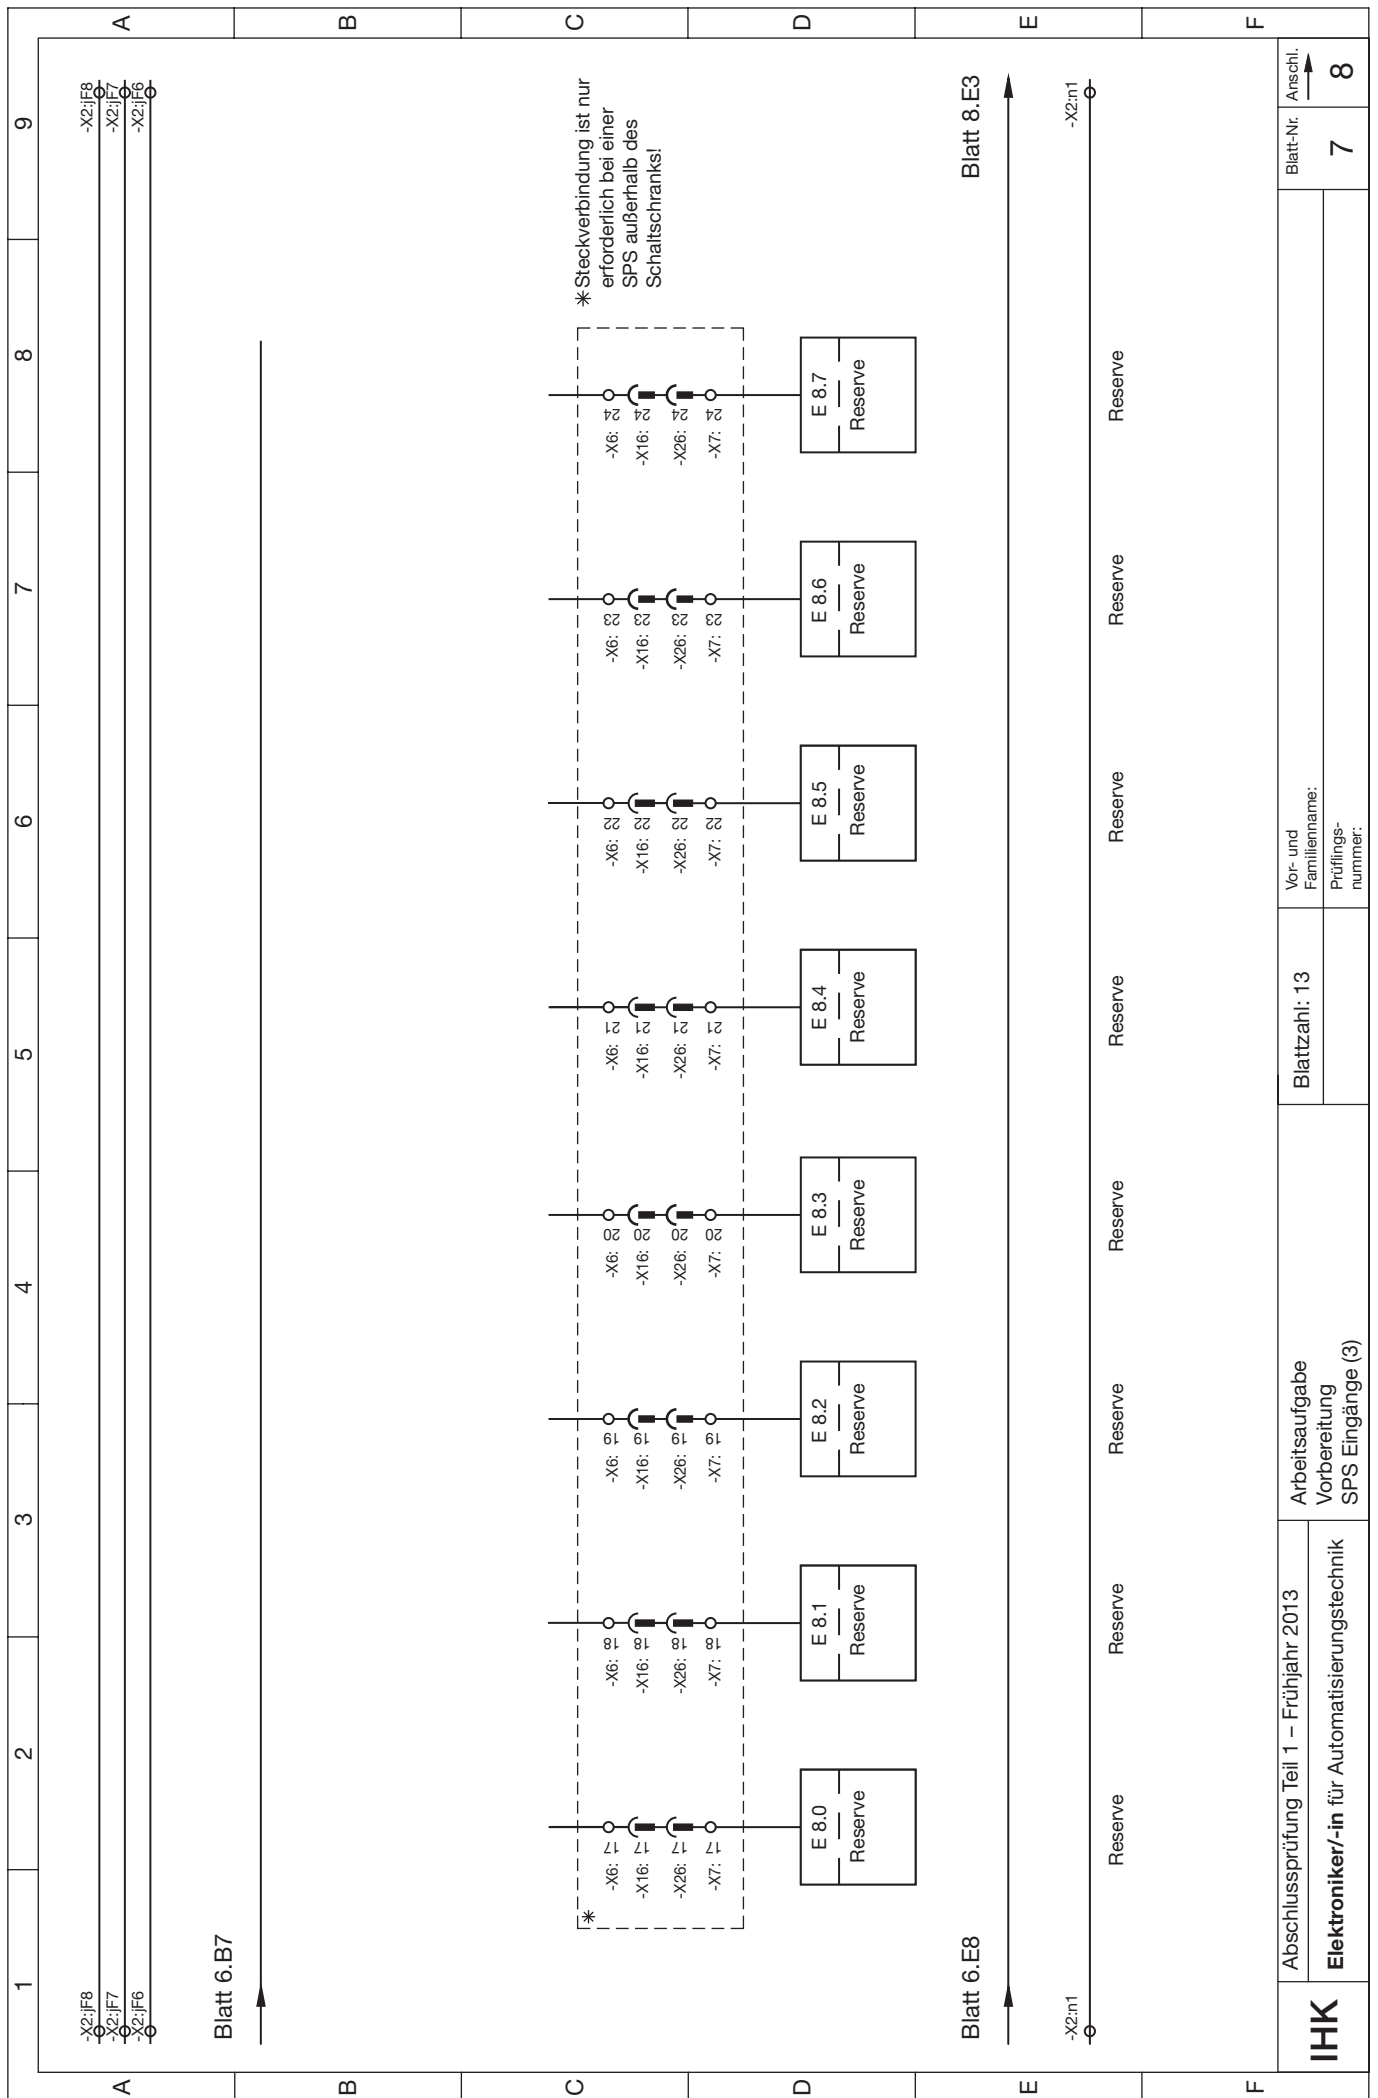 1 2 3 4 5 6 7 8 9
A A
-X2:jF8 -X2:jF8
-X2:jF7 -X2:jF7
-X2:jF6 -X2:jF6
Blatt 6.B7
B B
C C
✳ Steckverbindung ist nur
erforderlich bei einer
SPS außerhalb des
Schaltschranks!
✳
-X6: 17 -X6: 18 -X6: 19 -X6: 20 -X6: 21 -X6: 22 -X6: 23 -X6: 24
-X16: 17 -X16: 18 -X16: 19 -X16: 20 -X16: 21 -X16: 22 -X16: 23 -X16: 24
-X26: 17 -X26: 18 -X26: 19 -X26: 20 -X26: 21 -X26: 22 -X26: 23 -X26: 24
-X7: 17 -X7: 18 -X7: 19 -X7: 20 -X7: 21 -X7: 22 -X7: 23 -X7: 24
D D
E 8.0 E 8.1 E 8.2 E 8.3 E 8.4 E 8.5 E 8.6 E 8.7
Reserve Reserve Reserve Reserve Reserve Reserve Reserve Reserve
Blatt 6.E8 Blatt 8.E3
E E
-X2:n1 -X2:n1
Reserve Reserve Reserve Reserve Reserve Reserve Reserve Reserve
F F
IHK
Abschlussprüfung Teil 1 – Frühjahr 2013
Elektroniker/-in für Automatisierungstechnik
Arbeitsaufgabe
Vorbereitung
SPS Eingänge (3)
Blattzahl: 13
Vor- und
Familienname:
Prüflings-
nummer:
Blatt-Nr.
7
Anschl.
8